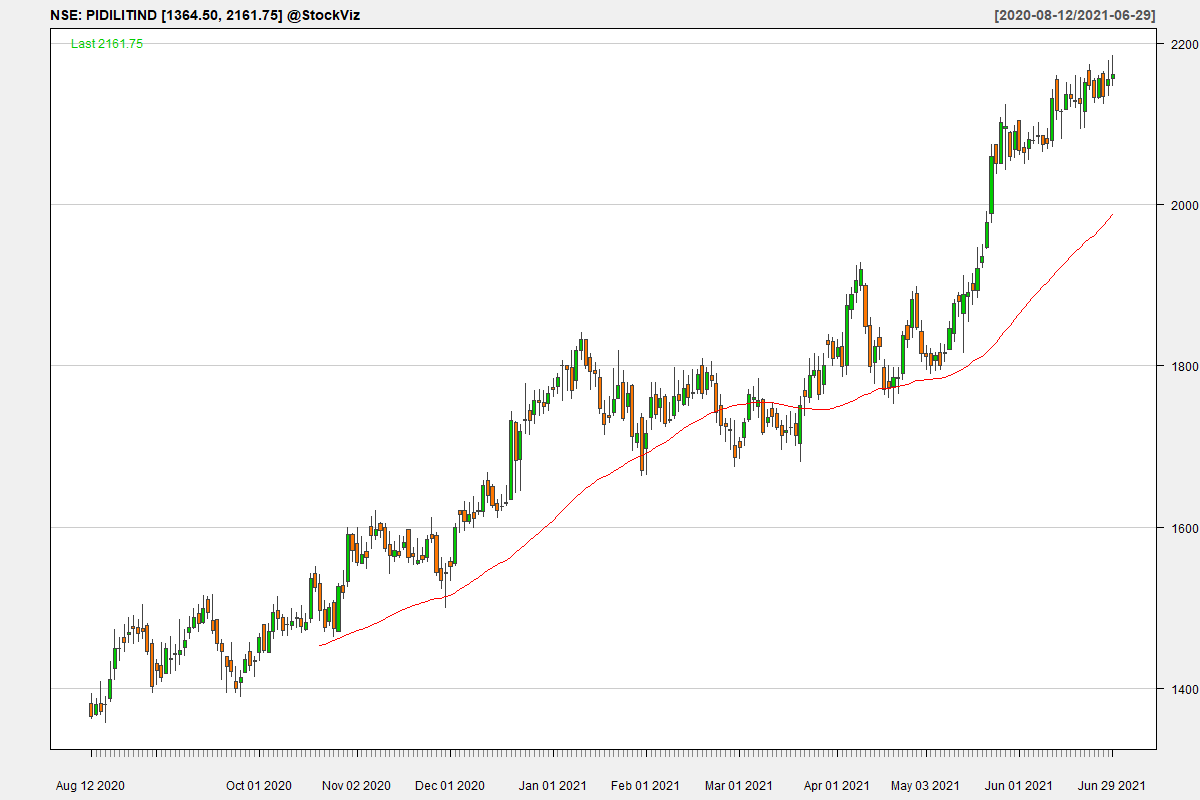 NSE: PIDILITIND [1364.50, 2161.75] @StockViz [2020-08-12/2021-06-29]
Last 2161.75
2200
2000
1800
1600
1400
Aug 12 2020 Oct 01 2020 Nov 02 2020 Dec 01 2020 Jan 01 2021 Feb 01 2021 Mar 01 2021 Apr 01 2021 May 03 2021 Jun 01 2021 Jun 29 2021